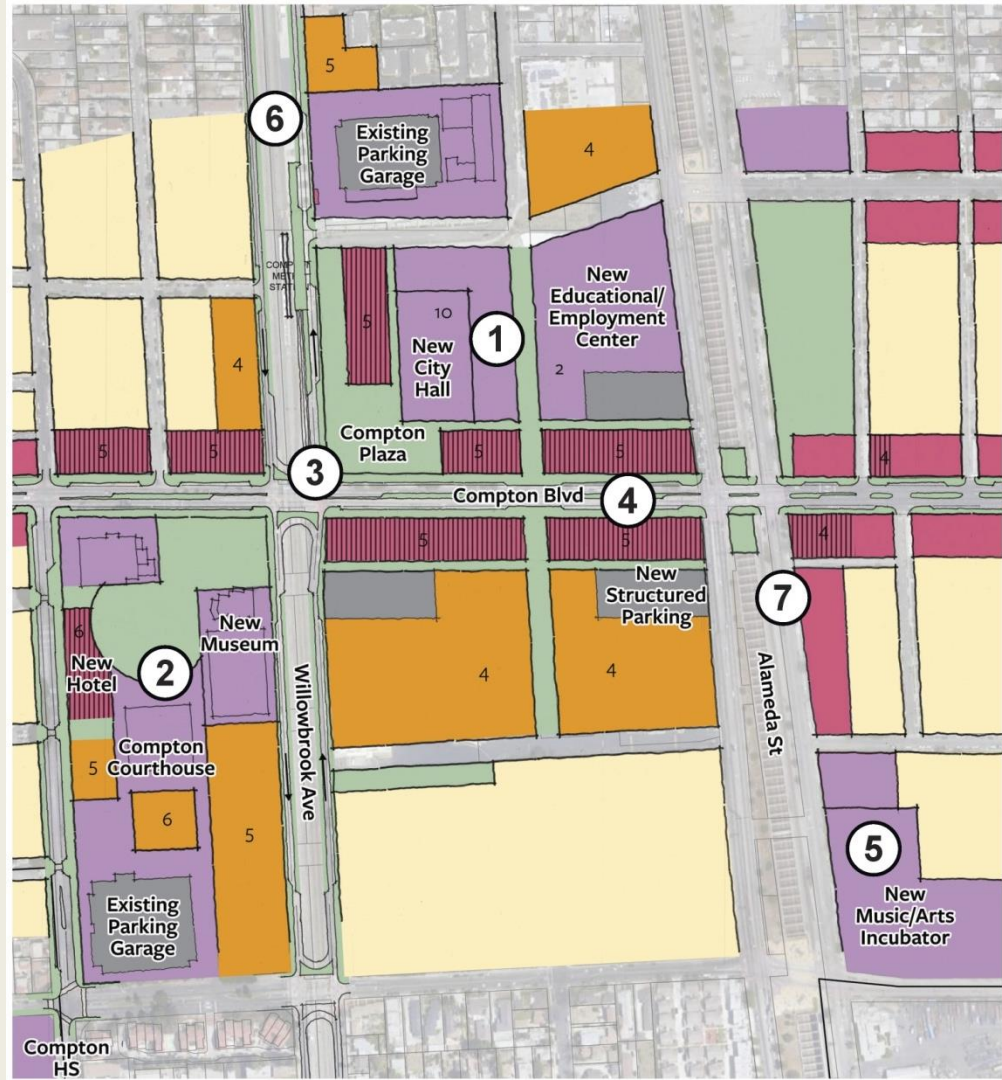 5
6
Existing
Parking
Garage
4
New
Educational/
Employment
Center
5
10
New
City
Hall
1
2
4
Compton
Plaza
5
5
3
5
5
4
Compton Blvd
4
5
5
4
New
Structured
Parking
7
6
New
Hotel
2
New
Museum
4
4
Willowbrook Ave
Alameda St
Compton
Courthouse
5
6
5
5
New
Music/Arts
Incubator
Existing
Parking
Garage
Compton
HS